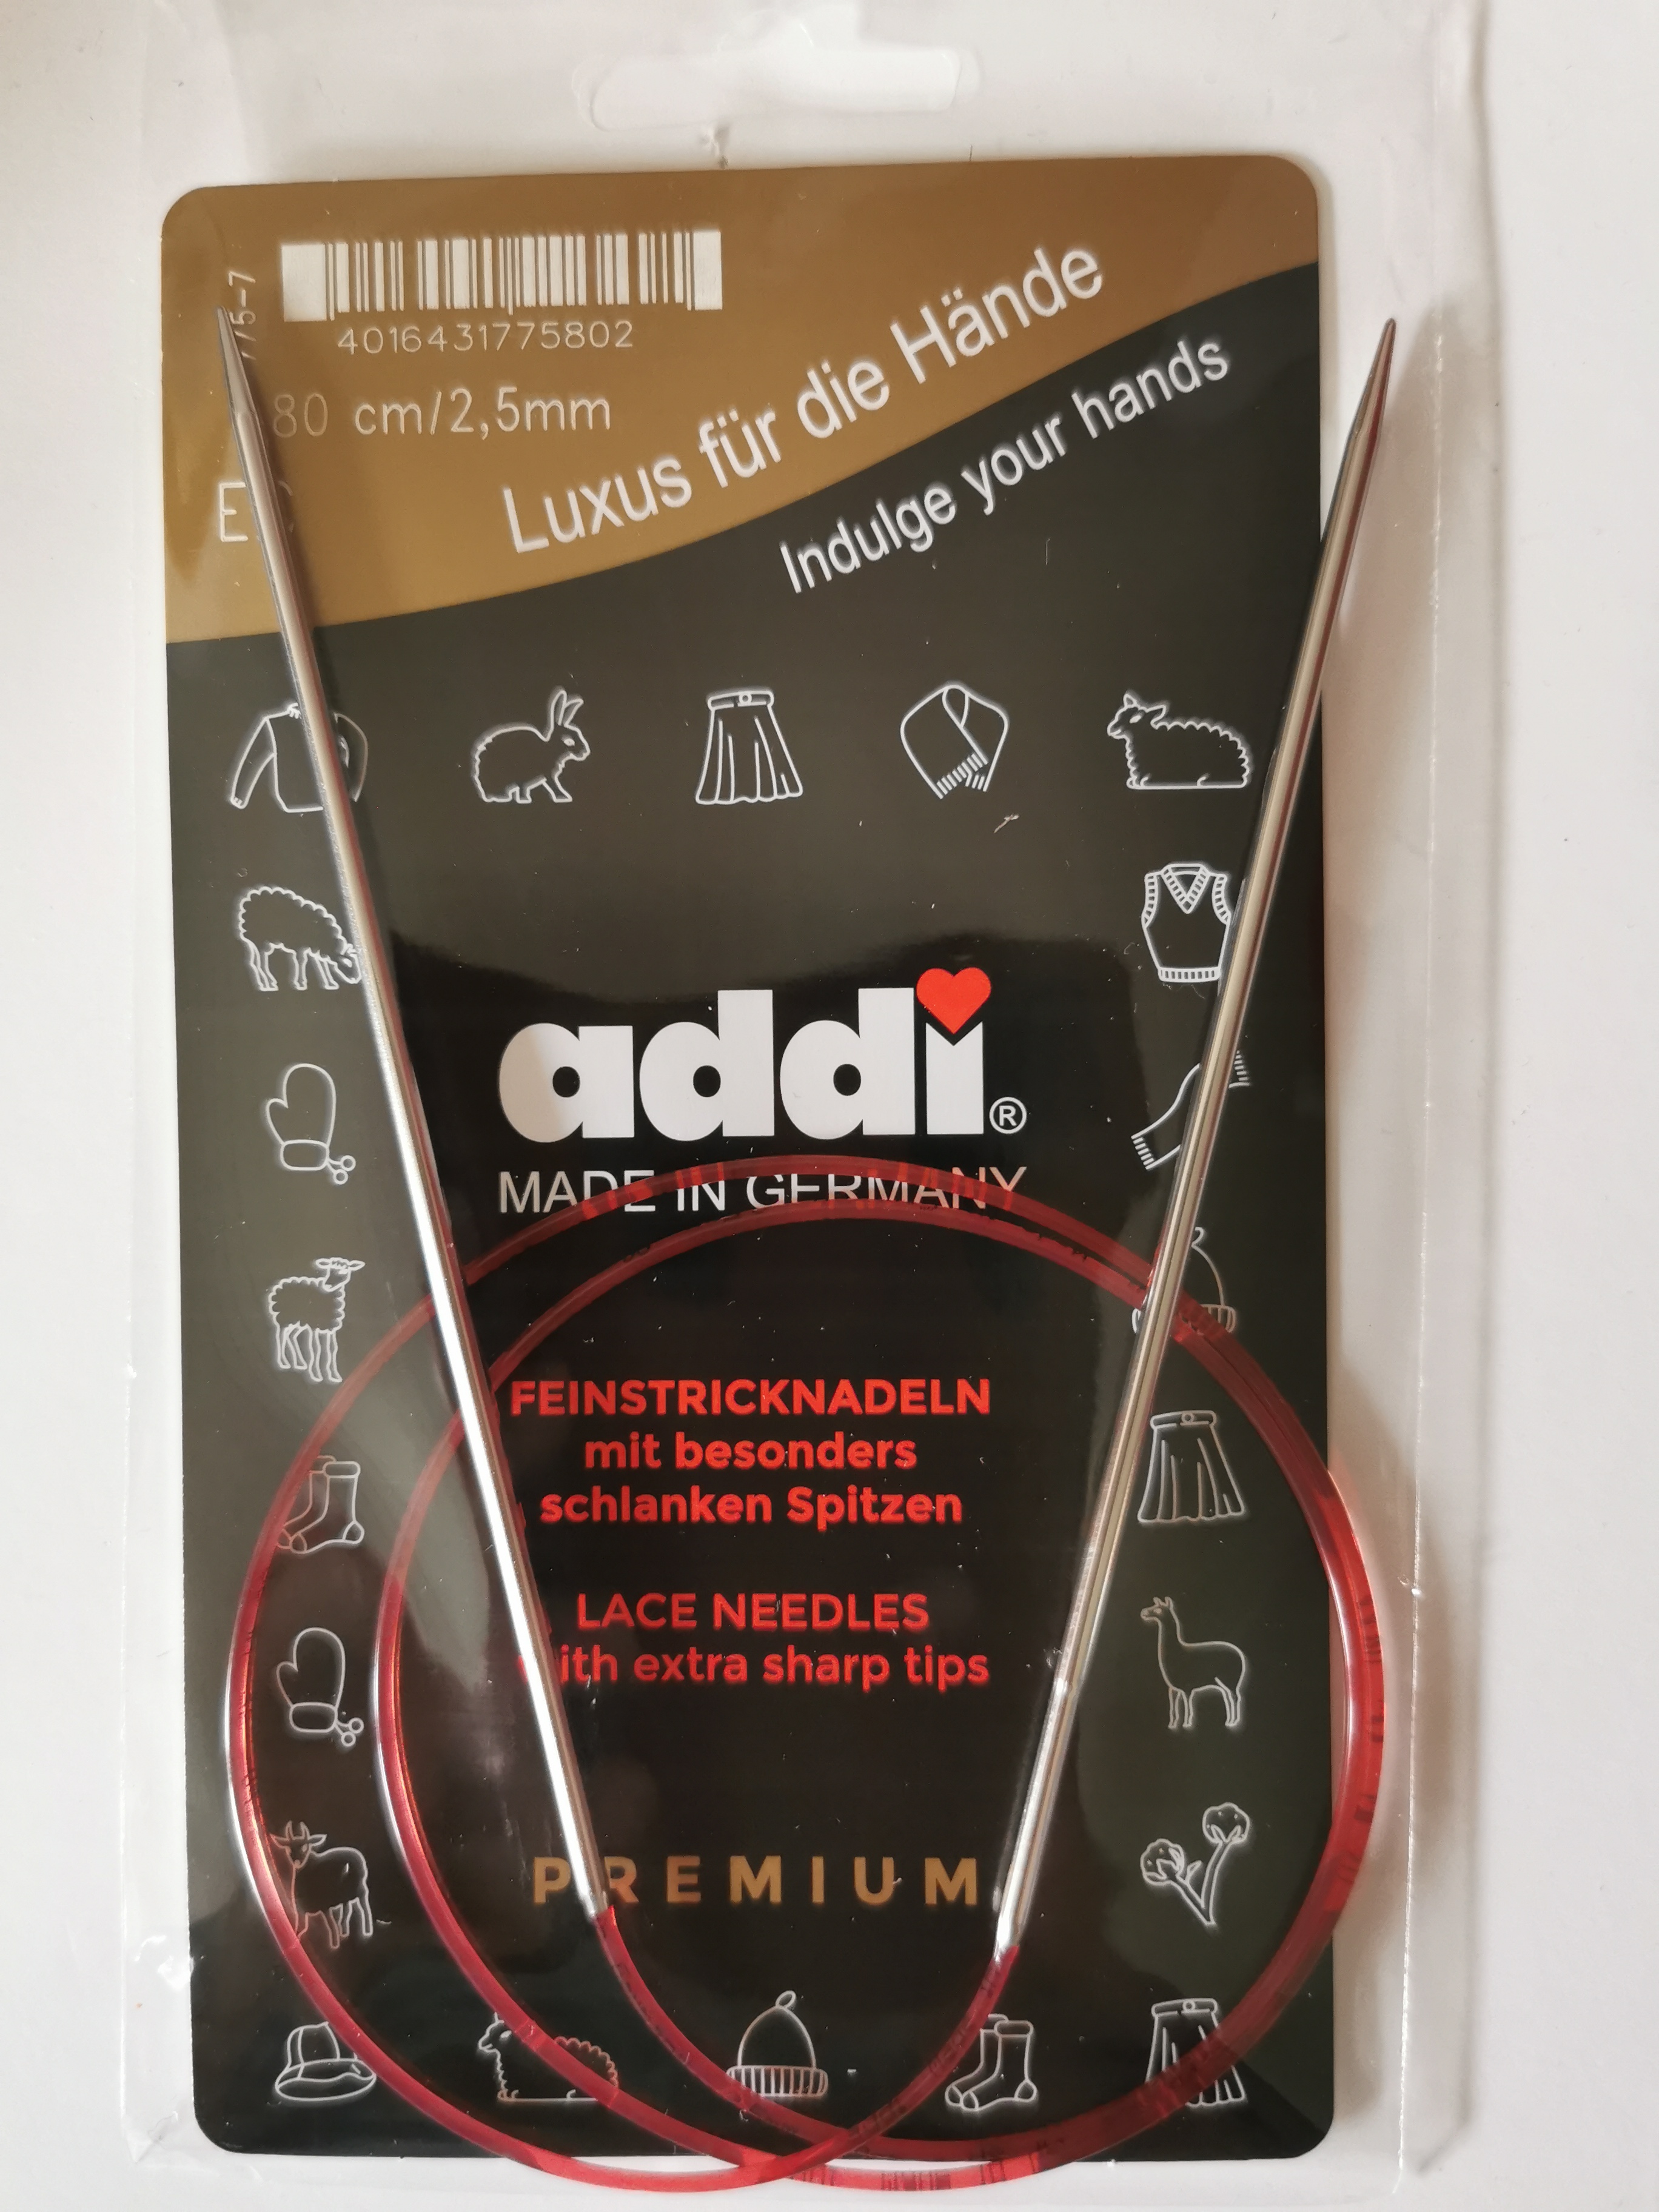 4016431775802
80 cm/2,5mm
Luxus für die Hände
Indulge your hands
addi®
MADE IN GERMANY
FEINSTRICKNADELN
mit besonders
schlanken Spitzen
LACE NEEDLES
with extra sharp tips
PREMIUM